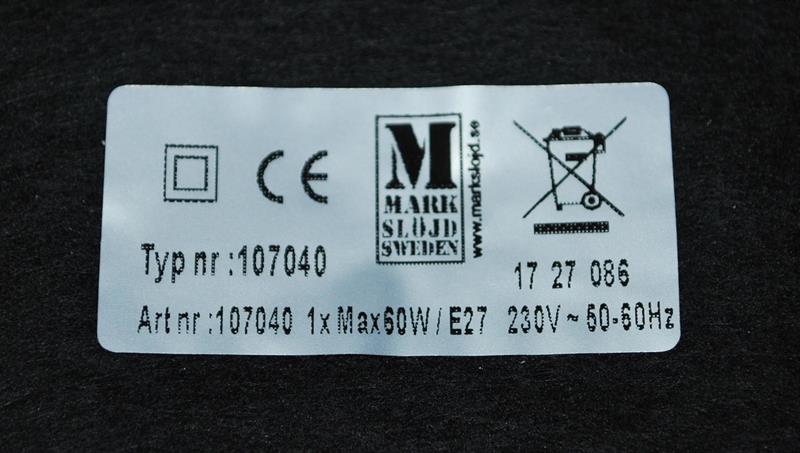 CE
M
MARK
SLÖJD
SWEDEN
www.markslojd.se
Typ nr :107040
17 27 086
Art nr :107040 1x Max60W / E27 230V ~ 50-60Hz